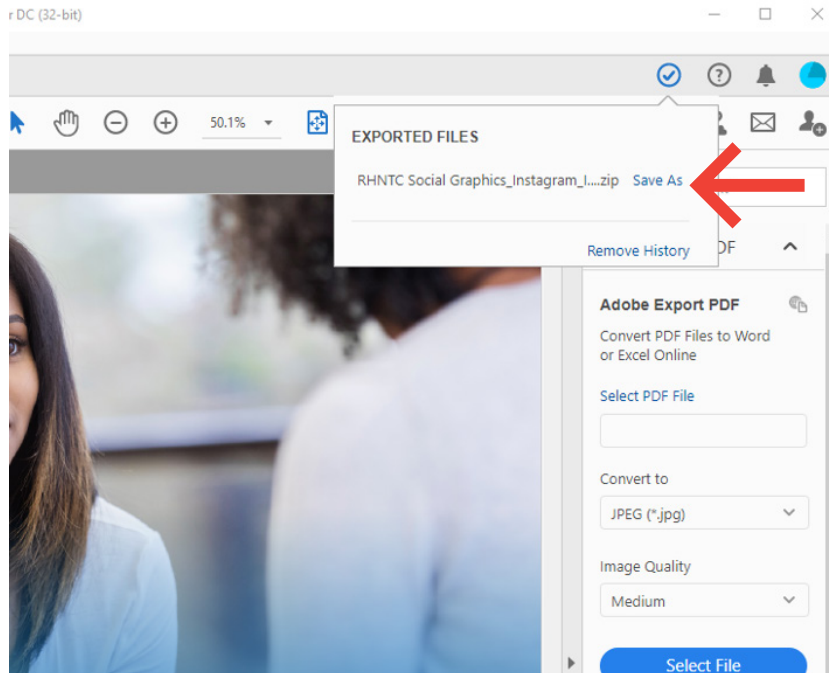 r DC (32-bit)
50.1%
EXPORTED FILES
RHNTC Social Graphics_Instagram_I....zip Save As
Remove History
DF
Adobe Export PDF
Convert PDF Files to Word
or Excel Online
Select PDF File
Convert to
JPEG (*.jpg)
Image Quality
Medium
Select File